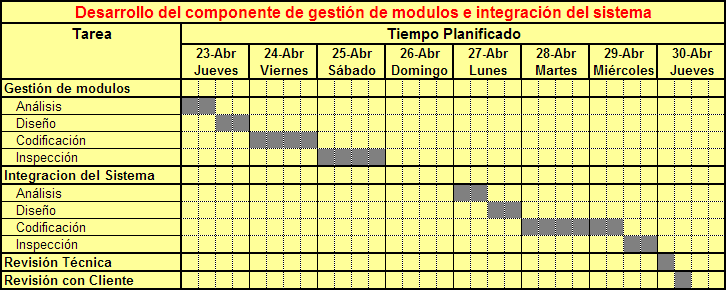 Desarrollo del componente de gestión de modulos e integración del sistema
Tarea Tiempo Planificado
23-Abr 24-Abr 25-Abr 26-Abr 27-Abr 28-Abr 29-Abr 30-Abr
Jueves Viernes Sábado Domingo Lunes Martes Miércoles Jueves
Gestión de modulos
Análisis
Diseño
Codificación
Inspección
Integracion del Sistema
Análisis
Diseño
Codificación
Inspección
Revisión Técnica
Revisión con Cliente